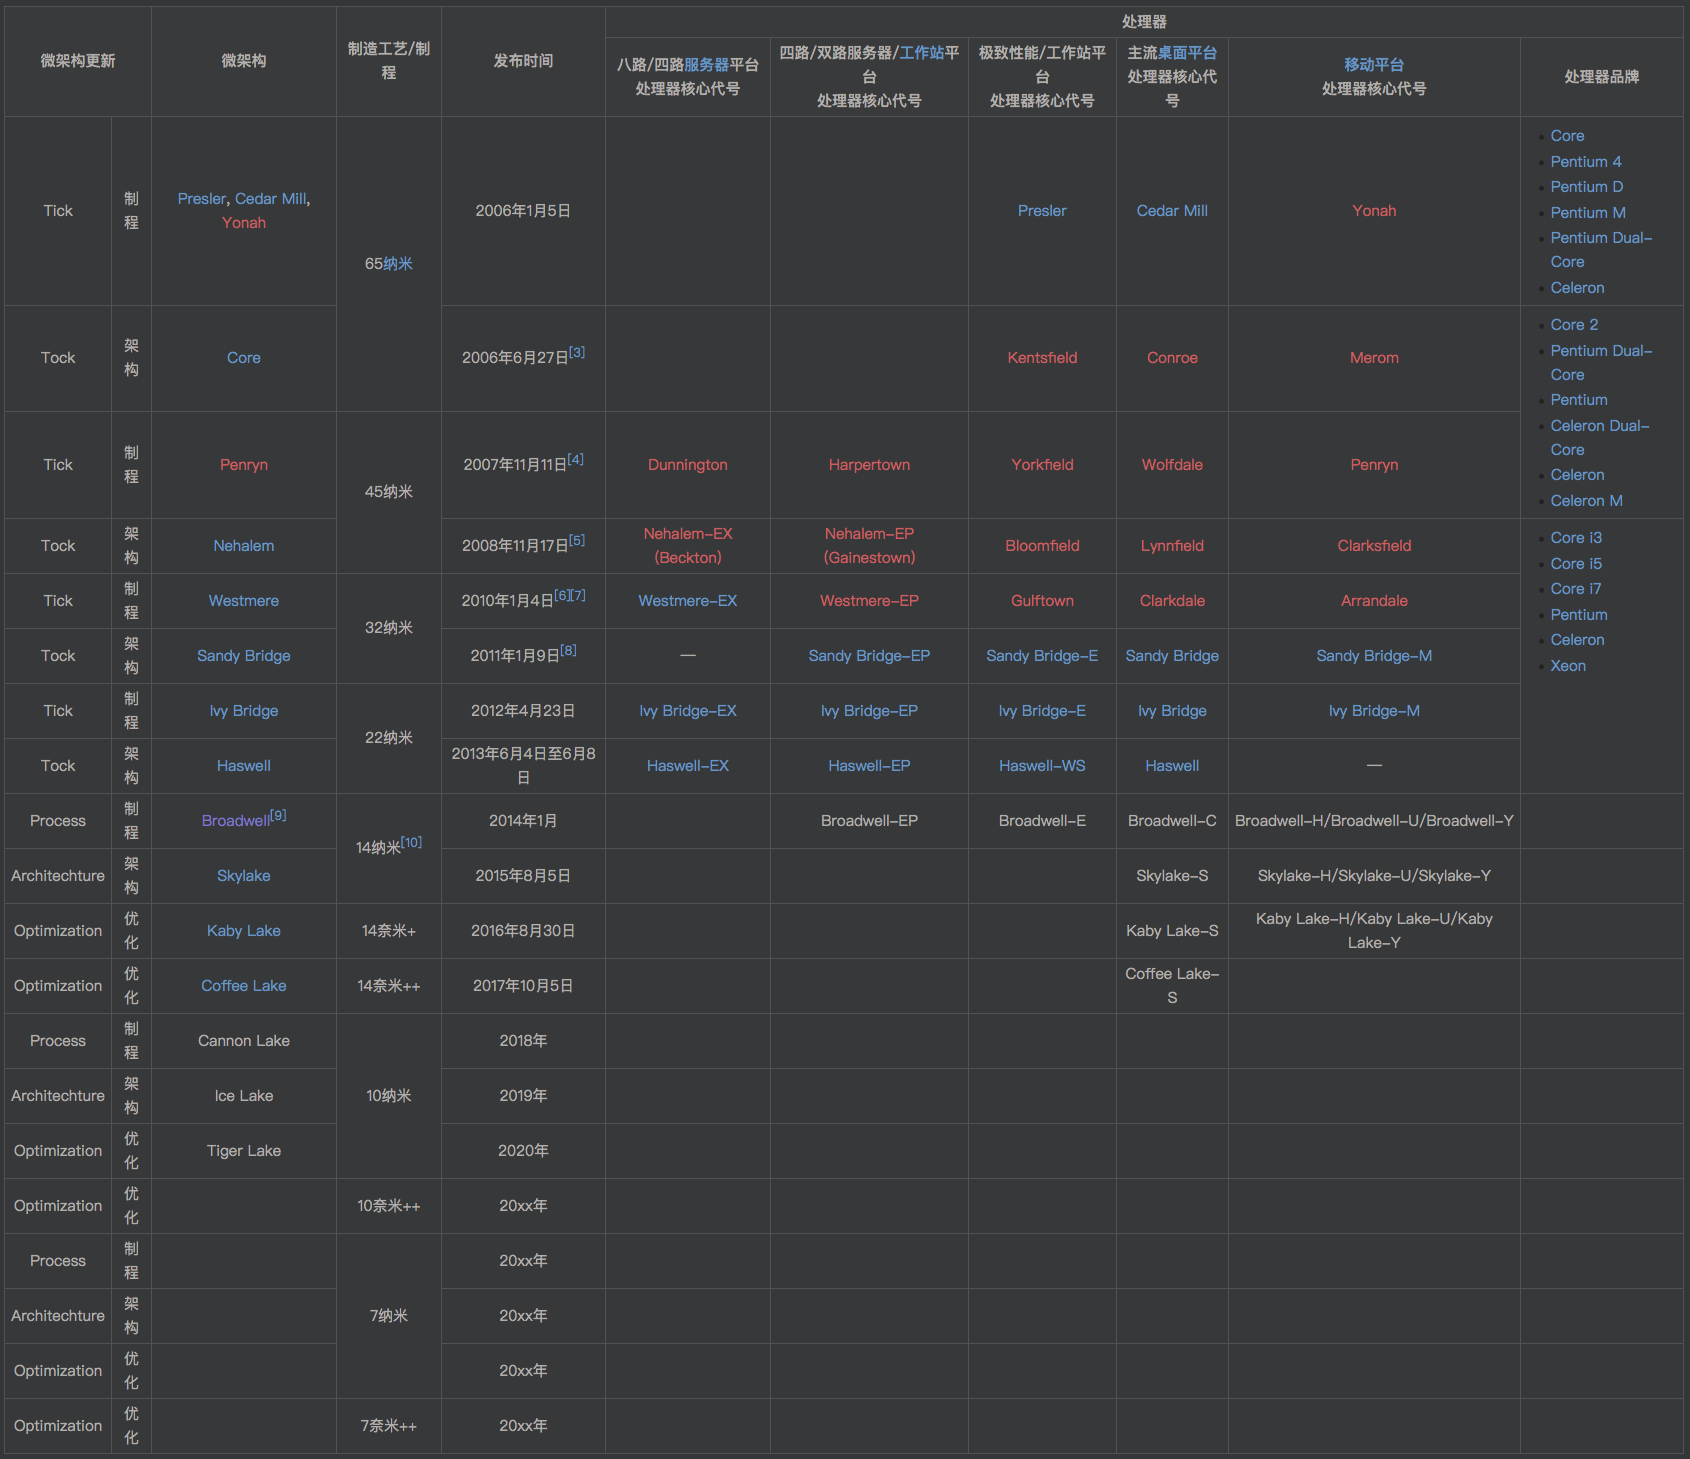 处理器
微架构更新
微架构
制造工艺/制
程
发布时间
八路/四路服务器平台
处理器核心代号
四路/双路服务器/工作站平
台
处理器核心代号
极致性能/工作站平
台
处理器核心代号
主流桌面平台
处理器核心代
号
移动平台
处理器核心代号
处理器品牌
Tick
制
程
Presler, Cedar Mill,
Yonah
65纳米
2006年1月5日
Presler
Cedar Mill
Yonah
Core
Pentium 4
Pentium D
Pentium M
Pentium Dual-
Core
Celeron
Tock
架
构
Core
2006年6月27日[3]
Kentsfield
Conroe
Merom
Core 2
Pentium Dual-
Core
Pentium
Celeron Dual-
Core
Celeron
Celeron M
Tick
制
程
Penryn
45纳米
2007年11月11日[4]
Dunnington
Harpertown
Yorkfield
Wolfdale
Penryn
Tock
架
构
Nehalem
2008年11月17日[5]
Nehalem-EX
(Beckton)
Nehalem-EP
(Gainestown)
Bloomfield
Lynnfield
Clarksfield
Core i3
Core i5
Core i7
Pentium
Celeron
Xeon
Tick
制
程
Westmere
32纳米
2010年1月4日[6][7]
Westmere-EX
Westmere-EP
Gulftown
Clarkdale
Arrandale
Tock
架
构
Sandy Bridge
2011年1月9日[8]
—
Sandy Bridge-EP
Sandy Bridge-E
Sandy Bridge
Sandy Bridge-M
Tick
制
程
Ivy Bridge
22纳米
2012年4月23日
Ivy Bridge-EX
Ivy Bridge-EP
Ivy Bridge-E
Ivy Bridge
Ivy Bridge-M
Tock
架
构
Haswell
2013年6月4日至6月8
日
Haswell-EX
Haswell-EP
Haswell-WS
Haswell
—
Process
制
程
Broadwell[9]
14纳米[10]
2014年1月
Broadwell-EP
Broadwell-E
Broadwell-C
Broadwell-H/Broadwell-U/Broadwell-Y
Architechture
架
构
Skylake
2015年8月5日
Skylake-S
Skylake-H/Skylake-U/Skylake-Y
Optimization
优
化
Kaby Lake
14奈米+
2016年8月30日
Kaby Lake-S
Kaby Lake-H/Kaby Lake-U/Kaby
Lake-Y
Optimization
优
化
Coffee Lake
14奈米++
2017年10月5日
Coffee Lake-
S
Process
制
程
Cannon Lake
10纳米
2018年
Architechture
架
构
Ice Lake
2019年
Optimization
优
化
Tiger Lake
2020年
Optimization
优
化
10奈米++
20xx年
Process
制
程
7纳米
20xx年
Architechture
架
构
20xx年
Optimization
优
化
20xx年
Optimization
优
化
7奈米++
20xx年